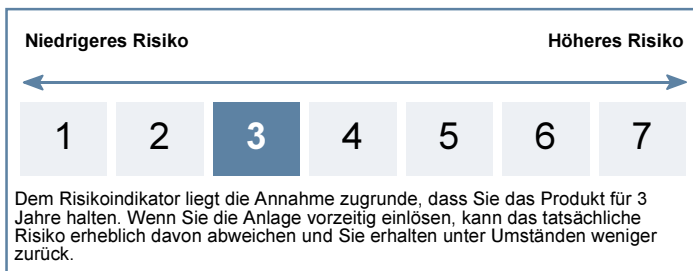 Niedrigeres Risiko Höheres Risiko
1 2 3 4 5 6 7
Dem Risikoindikator liegt die Annahme zugrunde, dass Sie das Produkt für 3
Jahre halten. Wenn Sie die Anlage vorzeitig einlösen, kann das tatsächliche
Risiko erheblich davon abweichen und Sie erhalten unter Umständen weniger
zurück.